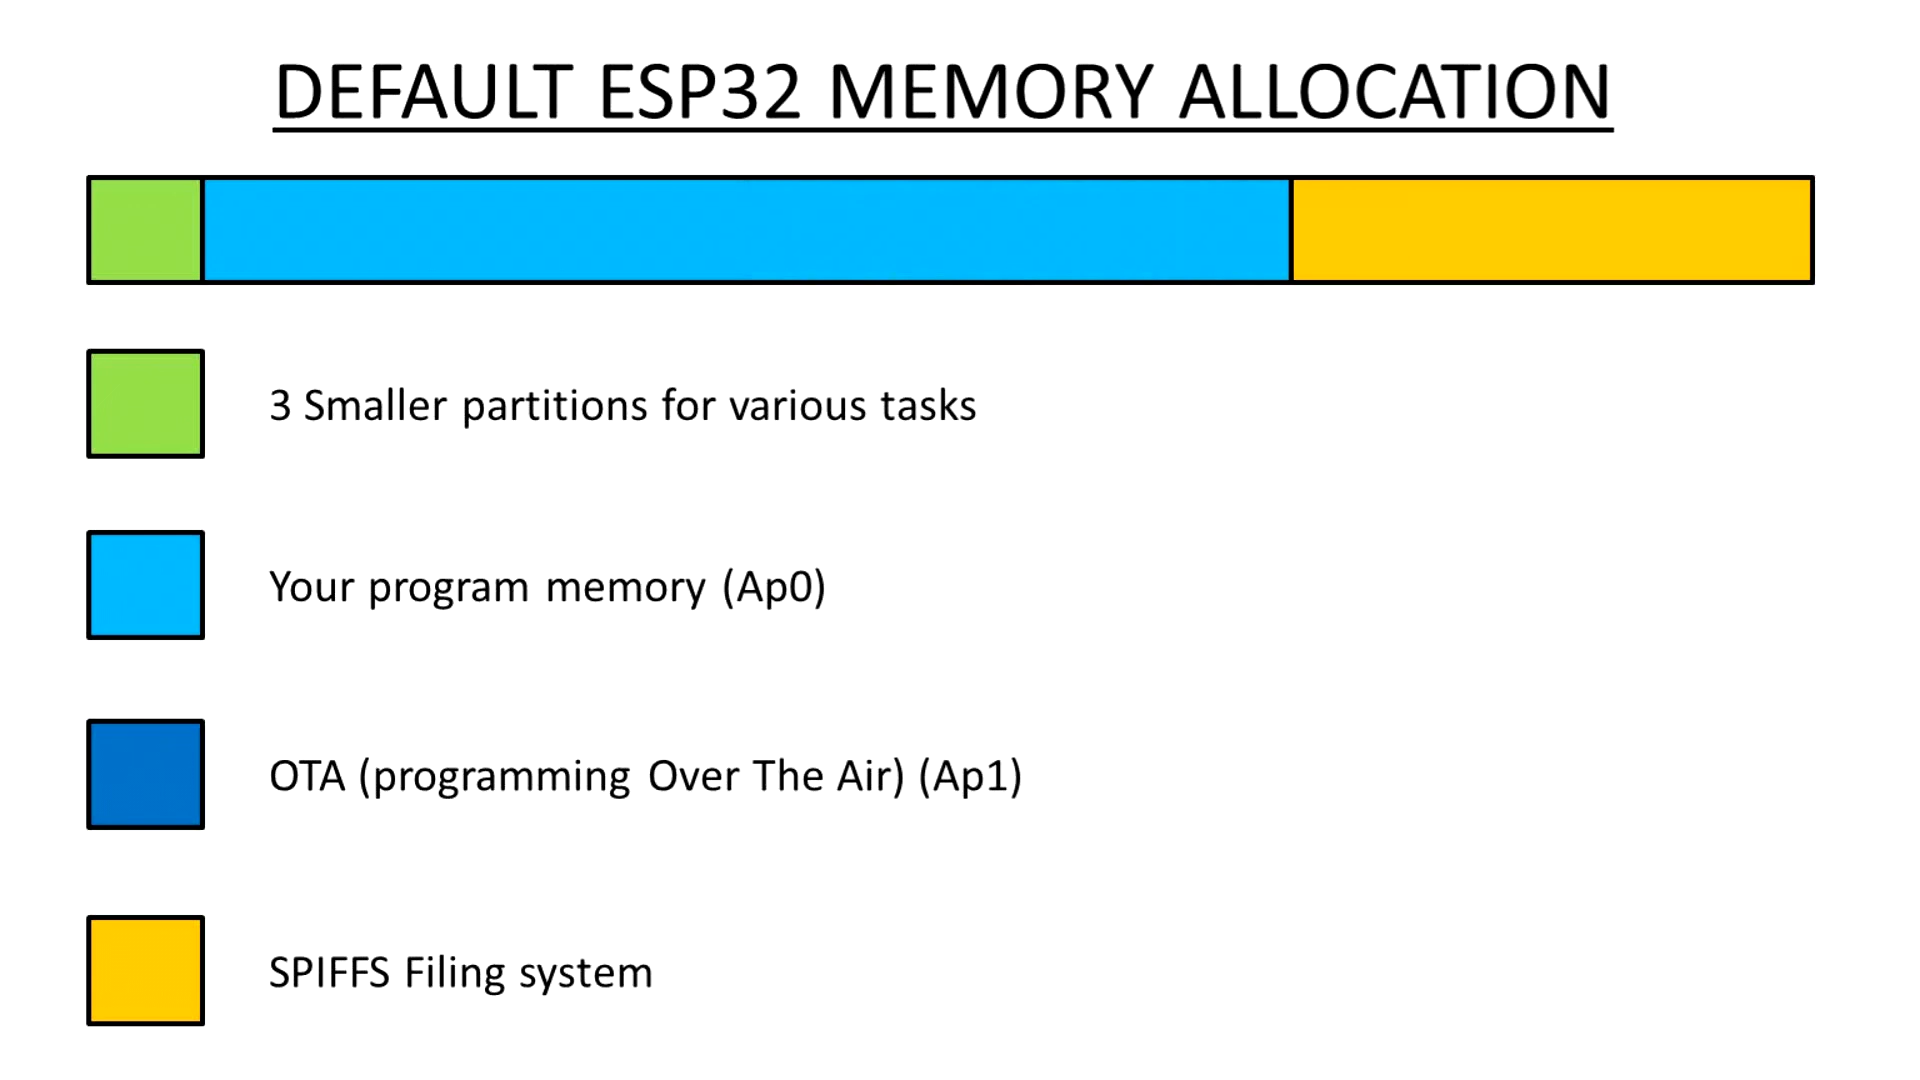 DEFAULT ESP32 MEMORY ALLOCATION
3 Smaller partitions for various tasks
Your program memory (Ap0)
OTA (programming Over The Air) (Ap1)
SPIFFS Filing system